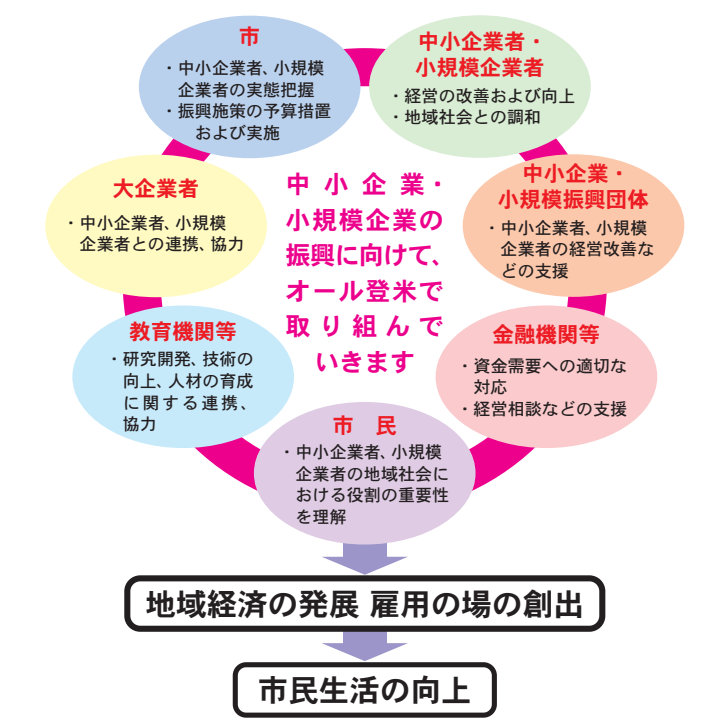 市
・中小企業者、小規模
企業者の実態把握
・振興施策の予算措置
および実施
中小企業者・
小規模企業者
・経営の改善および向上
・地域社会との調和
大企業者
・中小企業者、小規模
企業者との連携、協力
中小企業・
小規模企業の
振興に向けて、
オール登米で
取り組んで
いきます
中小企業・
小規模振興団体
・中小企業者、小規模
企業者の経営改善な
どの支援
教育機関等
・研究開発、技術の
向上、人材の育成
に関する連携、
協力
金融機関等
・資金需要への適切な
対応
・経営相談などの支援
市　民
・中小企業者、小規模
企業者の地域社会に
おける役割の重要性
を理解
地域経済の発展 雇用の場の創出
市民生活の向上